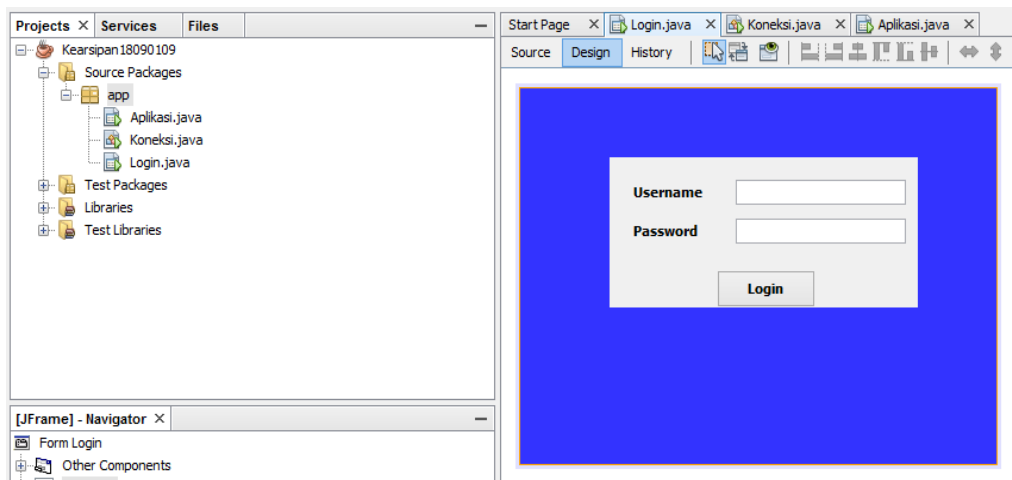 Projects Services Files
Kearsipan18090109
Source Packages
app
Aplikasi.java
Koneksi.java
Login.java
Test Packages
Libraries
Test Libraries
[JFrame] - Navigator
Form Login
Other Components
Start Page Login.java Koneksi.java Aplikasi.java
Source Design History
Username
Password
Login